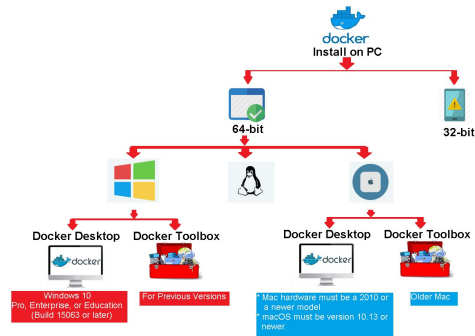 docker
Install on PC
64-bit
32-bit
Docker Desktop
Docker Toolbox
Docker Desktop
Docker Toolbox
docker
docker
Windows 10
Pro, Enterprise, or Education
(Build 15063 or later)
For Previous Versions
* Mac hardware must be a 2010 or
a newer model
* macOS must be version 10.13 or
newer.
Older Mac